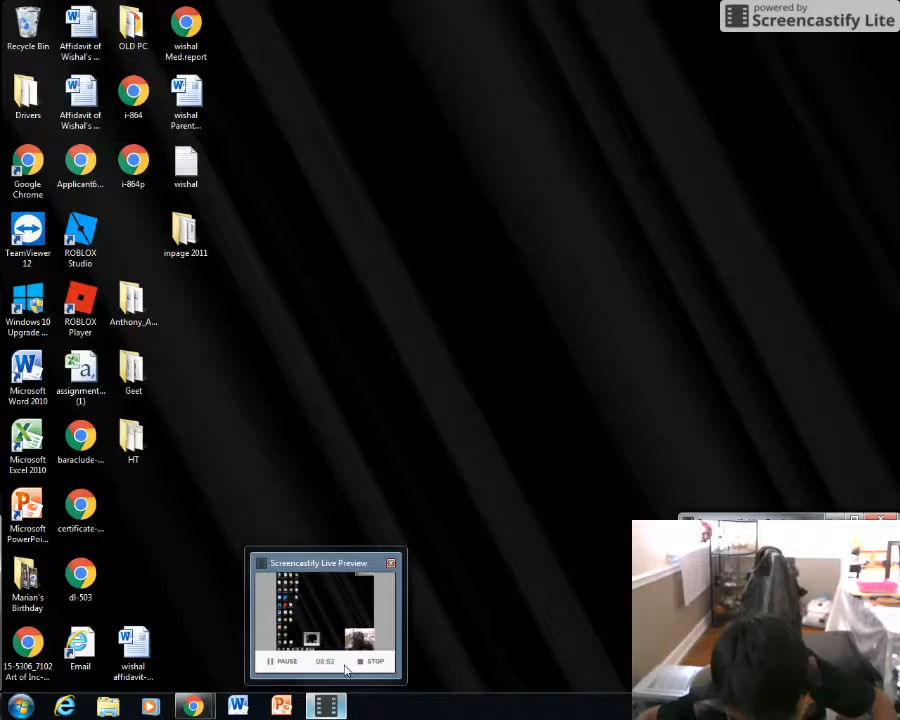 powered by
Screencastify Lite
Recycle Bin
Affidavit of
Wishal's ...
OLD PC
wishal
Med.report
Drivers
Affidavit of
Wishal's ...
i-864
wishal
Parent...
Google
Chrome
Applicant6...
i-864p
wishal
TeamViewer
12
ROBLOX
Studio
inpage 2011
Windows 10
Upgrade ...
ROBLOX
Player
Anthony_A...
Microsoft
Word 2010
assignment...
(1)
Geet
Microsoft
Excel 2010
baraclude-...
HT
Microsoft
PowerPoi...
certificate-...
Marian's
Birthday
dl-503
15-5306_7102
Art of Inc-...
Email
wishal
affidavit-...
Screencastify Live Preview
PAUSE 08:53 STOP